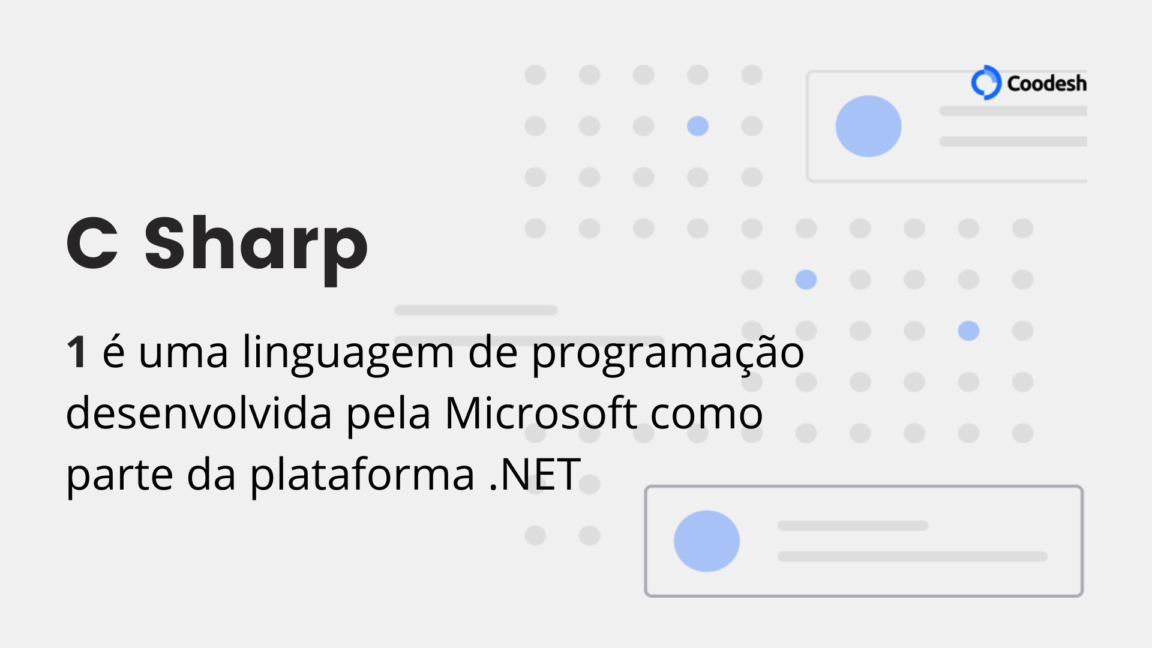 Coodesh
C Sharp
1 é uma linguagem de programação
desenvolvida pela Microsoft como
parte da plataforma .NET